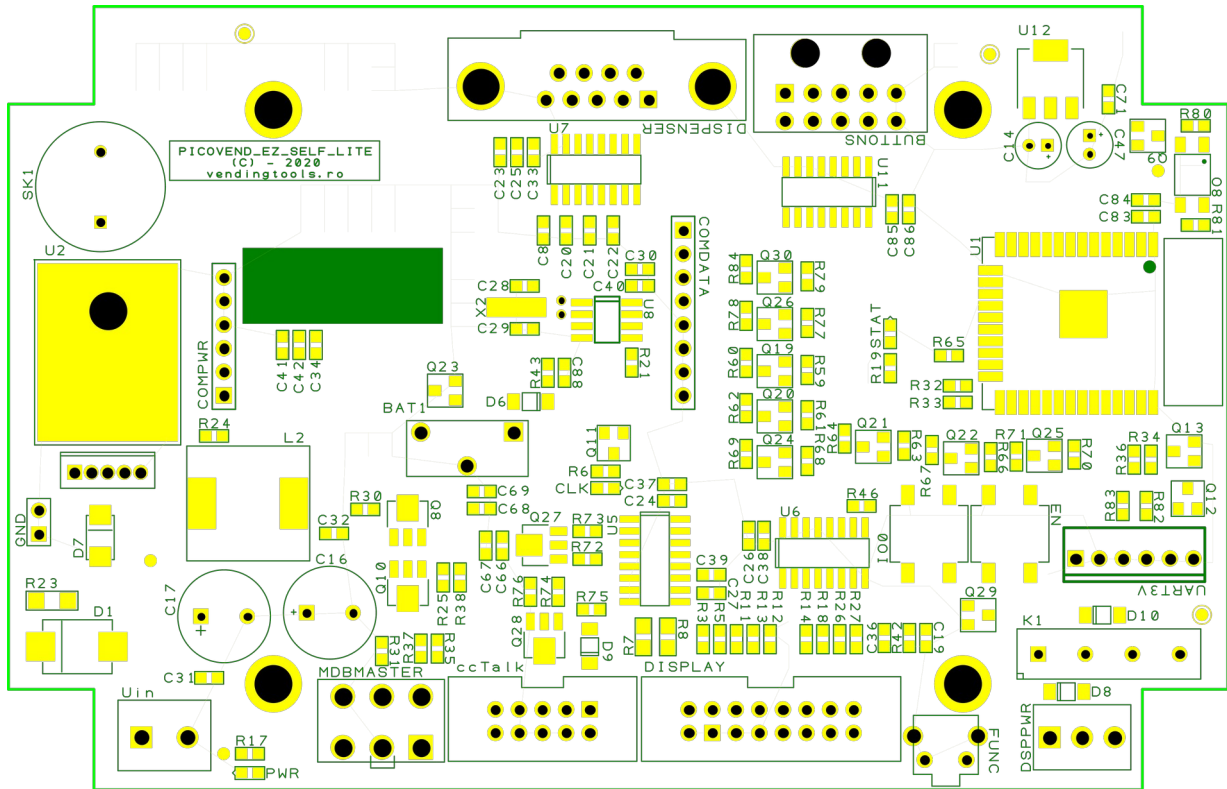 U12
C71
R80
DISPENSER
U7
BUTTONS
C14
C47
Q9
PICOVEND_EZ_SELF_LITE
(C) - 2020
vendingtools.ro
SK1
C23
C25
C33
U11
Q8
R81
C84
C83
C85
C86
U2
C8
C20
C21
C22
COMDATA
U1
C30
C40
R84
Q30
R79
C28
X2
C29
U8
R78
Q26
R77
COMPWR
C41
C42
C34
STAT
R19
R65
R60
Q19
R59
Q23
R43
C88
R21
R32
R33
D6
BAT1
R62
Q20
R61
R24
L2
Q11
R69
Q24
R68
R64
Q21
R63
R67
Q22
R66
R71
Q25
R70
R36
R34
Q13
R6
CLK
C37
C24
C69
C68
R30
Q8
R46
R83
R82
Q12
GND
D7
C32
Q27
R73
R72
U5
U6
IO0
EN
C67
C66
C26
C38
C39
C27
UART3V
R23
D1
C17
C16
Q10
R25
R38
R76
R74
R75
Q28
D9
R7
R8
R3
R5
R11
R13
R12
R14
R18
R26
R27
C36
R42
C19
Q29
D10
K1
R31
R37
R35
C31
MDBMASTER
ccTalk
DISPLAY
D8
Uin
R17
PWR
FUNC
DSPPWR